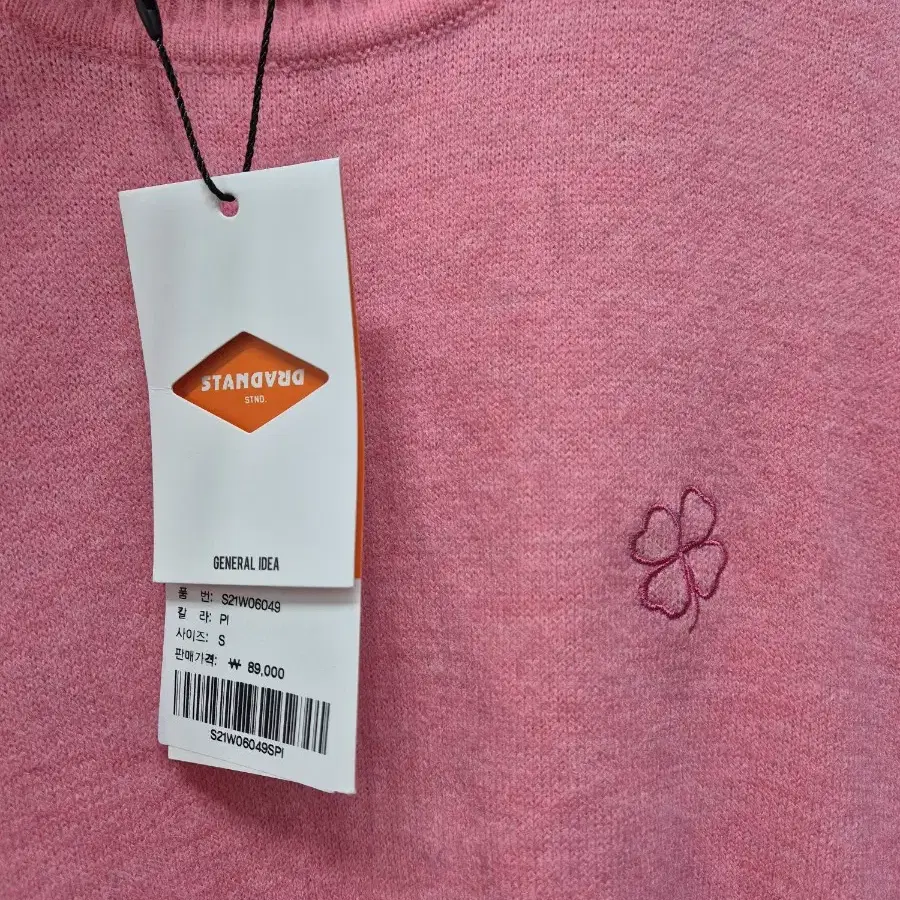 STANDVARD
STND.
GENERAL IDEA
품 번: S21W06049
칼 라: PI
사이즈: S
판매가격: ₩ 89,000
S21W06049SPI